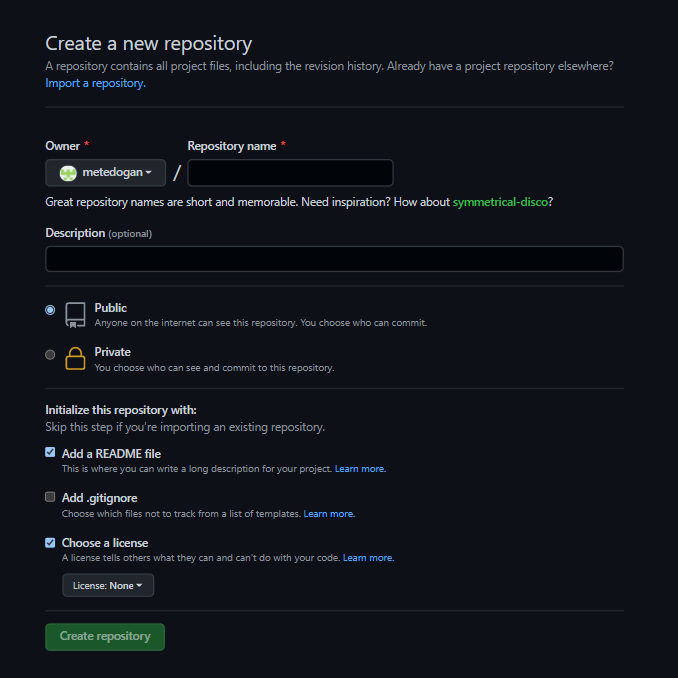 Create a new repository
A repository contains all project files, including the revision history. Already have a project repository elsewhere?
Import a repository.
Owner * Repository name *
metedogan / 
Great repository names are short and memorable. Need inspiration? How about symmetrical-disco?
Description (optional)
Public
Anyone on the internet can see this repository. You choose who can commit.
Private
You choose who can see and commit to this repository.
Initialize this repository with:
Skip this step if you're importing an existing repository.
Add a README file
This is where you can write a long description for your project. Learn more.
Add .gitignore
Choose which files not to track from a list of templates. Learn more.
Choose a license
A license tells others what they can and can't do with your code. Learn more.
License: None
Create repository